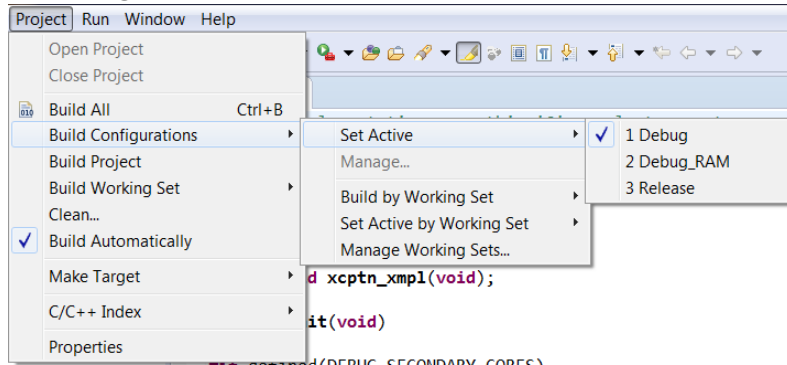 Project Run Window Help
Open Project
Close Project
Build All Ctrl+B
Build Configurations
Build Project
Build Working Set
Clean...
Build Automatically
Make Target
C/C++ Index
Properties
Set Active
Manage...
Build by Working Set
Set Active by Working Set
Manage Working Sets...
1 Debug
2 Debug_RAM
3 Release
d xcptn_xmpl(void);
it(void)